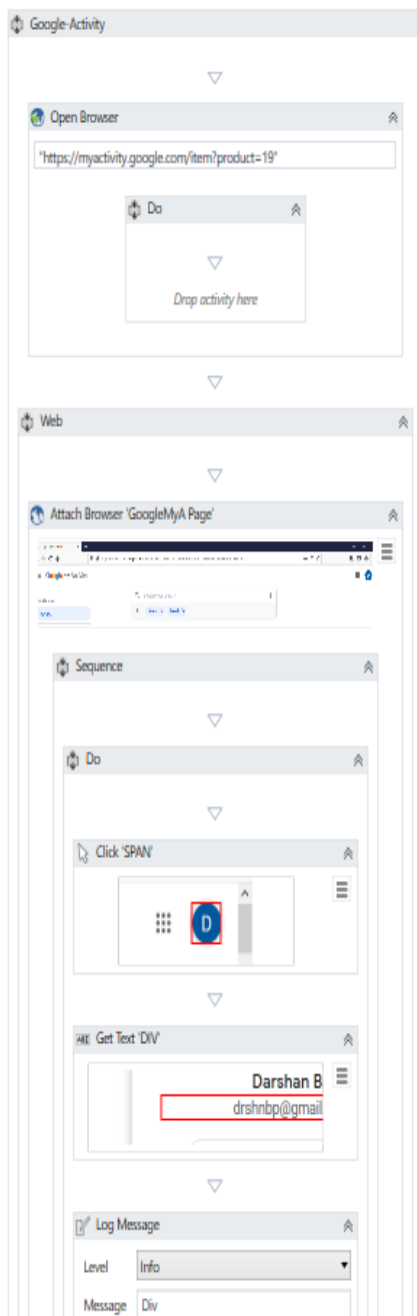 Google-Activity
Open Browser
"https://myactivity.google.com/item?product=19"
Do
Drop activity here
Web
Attach Browser 'GoogleMyA Page'
Sequence
Do
Click 'SPAN'
D
Get Text 'DIV'
Darshan B
drshnbp@gmail
Log Message
Level Info
Message Div